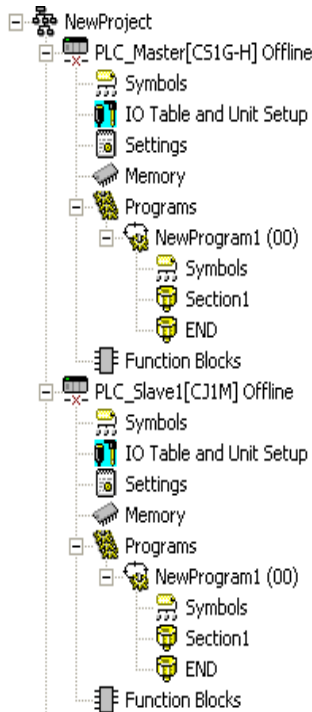 NewProject
PLC_Master[CS1G-H] Offline
Symbols
IO Table and Unit Setup
Settings
Memory
Programs
NewProgram1 (00)
Symbols
Section1
END
Function Blocks
PLC_Slave1[CJ1M] Offline
Symbols
IO Table and Unit Setup
Settings
Memory
Programs
NewProgram1 (00)
Symbols
Section1
END
Function Blocks